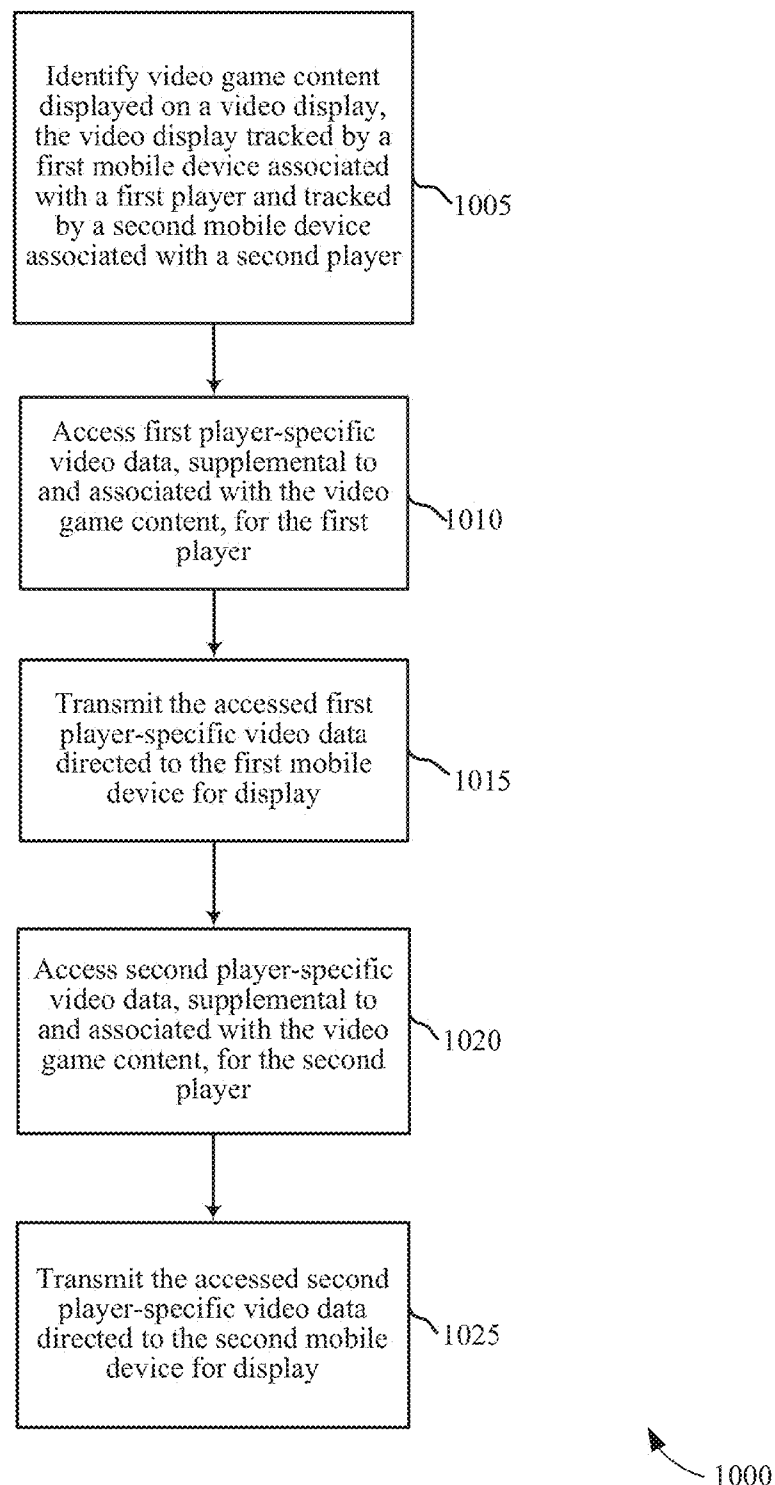 Identify video game content
displayed on a video display,
the video display tracked by a
first mobile device associated
with a first player and tracked
by a second mobile device
associated with a second player
1005
Access first player-specific
video data, supplemental to
and associated with the video
game content, for the first
player
1010
Transmit the accessed first
player-specific video data
directed to the first mobile
device for display
1015
Access second player-specific
video data, supplemental to
and associated with the video
game content, for the second
player
1020
Transmit the accessed second
player-specific video data
directed to the second mobile
device for display
1025
1000